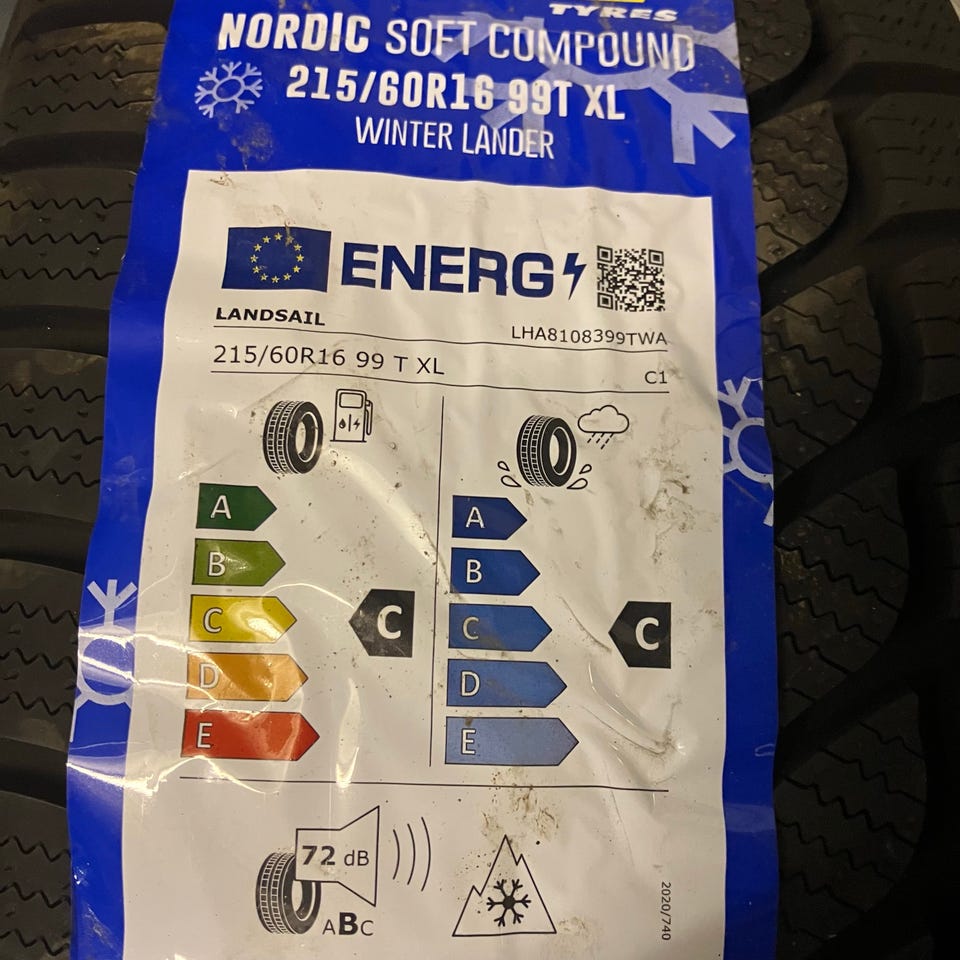 TYRES
NORDIC SOFT COMPOUND
215/60R16 99T XL
WINTER LANDER
ENERG
LANDSAIL
LHA8108399TWA
215/60R16 99 T XL
C1
A
B
C
D
E
C
A
B
C
D
E
C
72 dB
ABC
2020/740